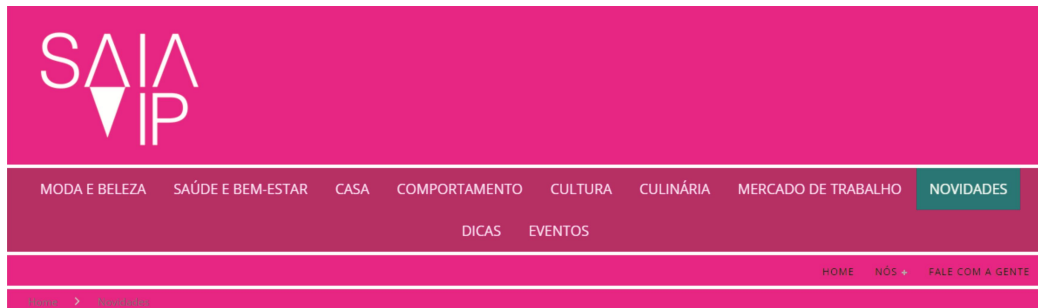 SAIA
VIP
MODA E BELEZA SAÚDE E BEM-ESTAR CASA COMPORTAMENTO CULTURA CULINÁRIA MERCADO DE TRABALHO NOVIDADES
DICAS EVENTOS
HOME NÓS + FALE COM A GENTE
Home > Novidades